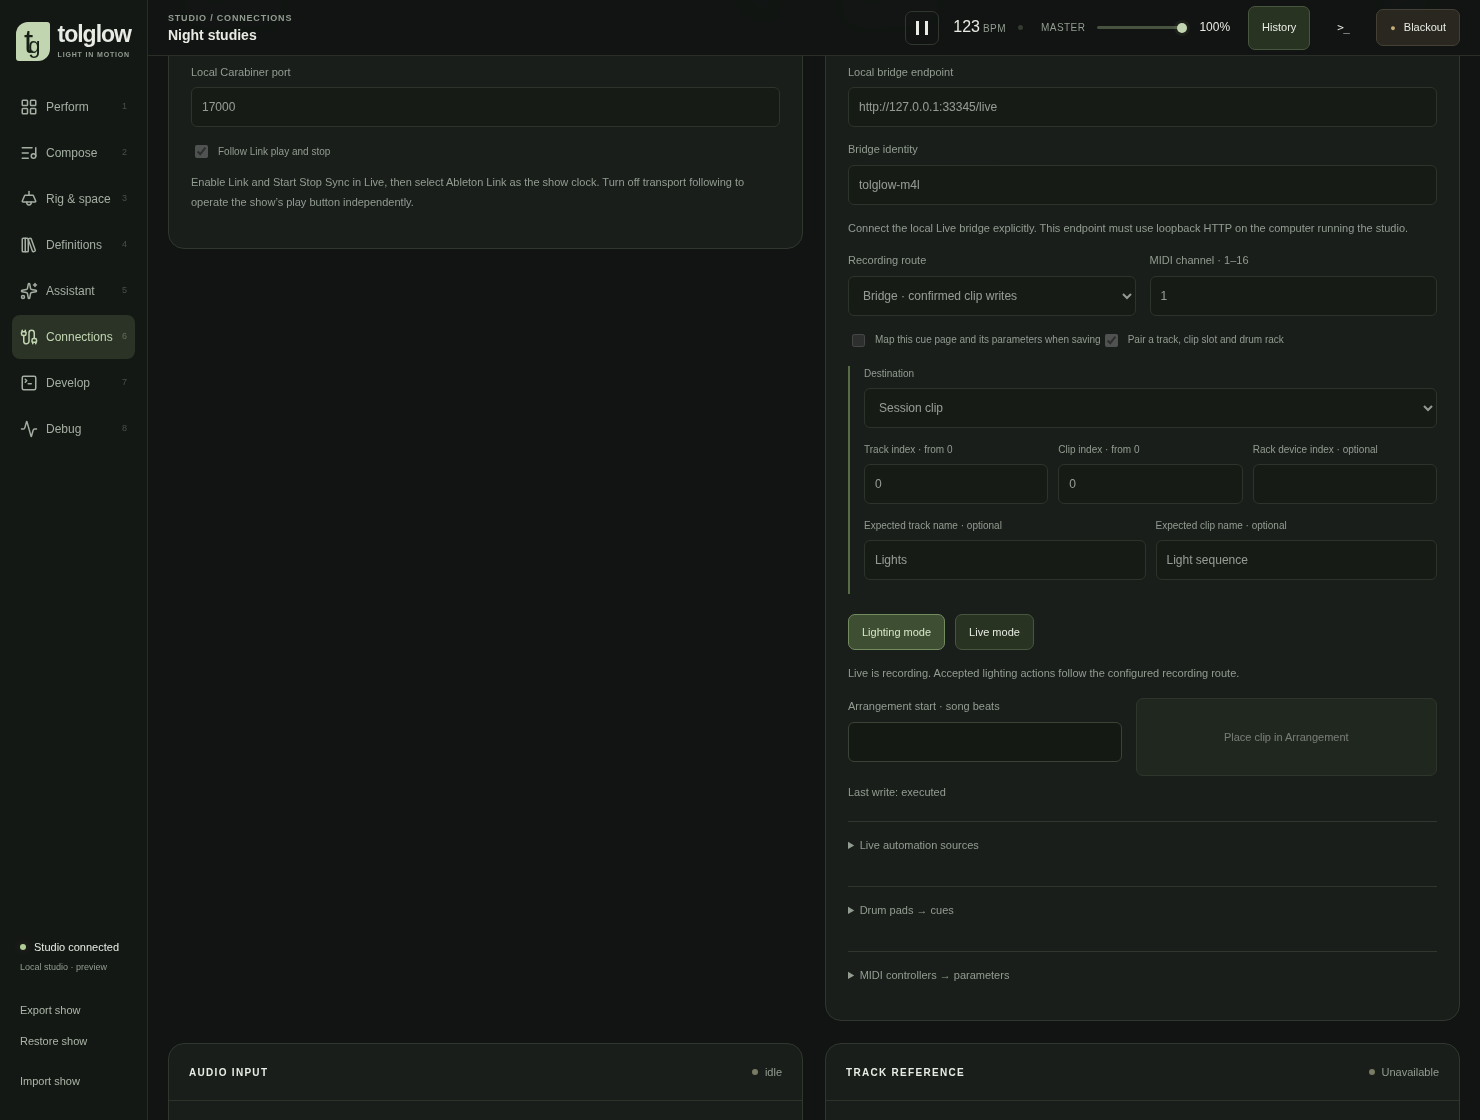 tg
tolglow
LIGHT IN MOTION
Perform 1
Compose 2
Rig & space 3
Definitions 4
Assistant 5
Connections 6
Develop 7
Debug 8
Studio connected
Local studio · preview
Export show
Restore show
Import show
STUDIO / CONNECTIONS
Night studies
123 BPM
MASTER
100%
History
>_
Blackout
Local Carabiner port
17000
Follow Link play and stop
Enable Link and Start Stop Sync in Live, then select Ableton Link as the show clock. Turn off transport following to
operate the show's play button independently.
Local bridge endpoint
http://127.0.0.1:33345/live
Bridge identity
tolglow-m4l
Connect the local Live bridge explicitly. This endpoint must use loopback HTTP on the computer running the studio.
Recording route
MIDI channel · 1–16
Bridge · confirmed clip writes
1
Map this cue page and its parameters when saving
Pair a track, clip slot and drum rack
Destination
Session clip
Track index · from 0
Clip index · from 0
Rack device index · optional
0
0
Expected track name · optional
Expected clip name · optional
Lights
Light sequence
Lighting mode
Live mode
Live is recording. Accepted lighting actions follow the configured recording route.
Arrangement start · song beats
Place clip in Arrangement
Last write: executed
Live automation sources
Drum pads → cues
MIDI controllers → parameters
AUDIO INPUT
idle
TRACK REFERENCE
Unavailable